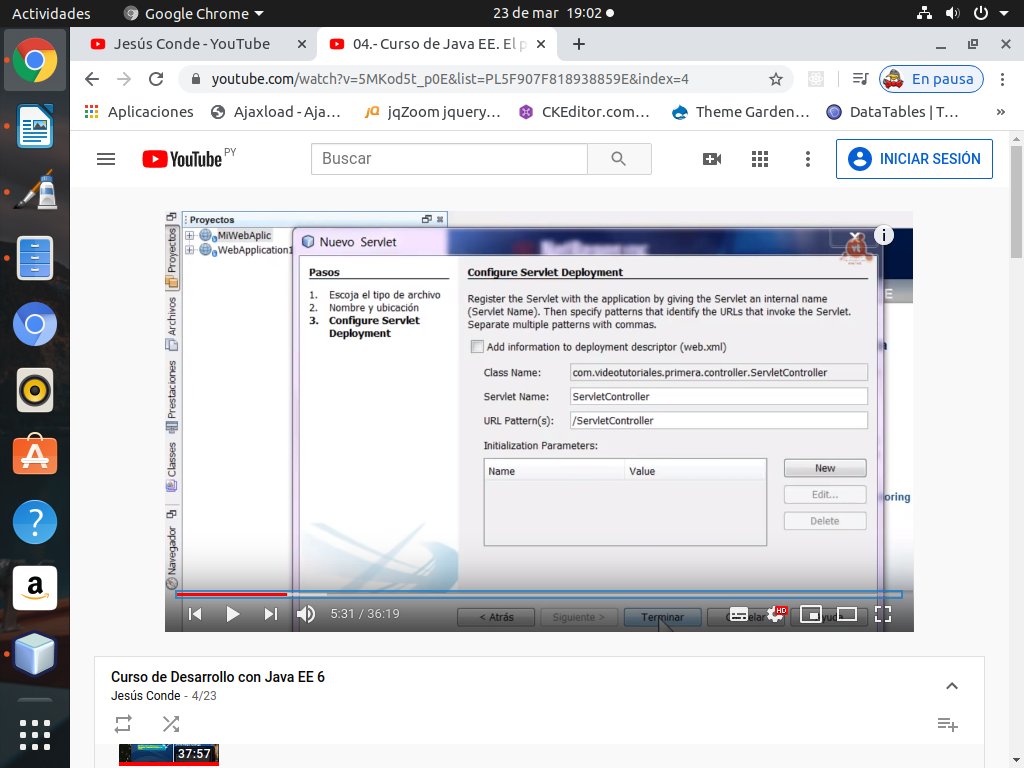 Actividades
Google Chrome
23 de mar 19:02
Jesús Conde - YouTube
04.- Curso de Java EE. El p
youtube.com/watch?v=5MKod5t_p0E&list=PL5F907F818938859E&index=4
En pausa
Aplicaciones
Ajaxload - Aja...
jqZoom jquery...
CKEditor.com...
Theme Garden...
DataTables | T...
»
YouTube PY
Buscar
INICIAR SESIÓN
Proyectos
MiWebAplic
WebApplication1
Proyectos
Archivos
Prestaciones
Classes
Navegador
Nuevo Servlet
Pasos
1. Escoja el tipo de archivo
2. Nombre y ubicación
3. Configure Servlet
Deployment
Configure Servlet Deployment
Register the Servlet with the application by giving the Servlet an internal name
(Servlet Name). Then specify patterns that identify the URLs that invoke the Servlet.
Separate multiple patterns with commas.
Add information to deployment descriptor (web.xml)
Class Name: com.videotutoriales.primera.controller.ServletController
Servlet Name: ServletController
URL Pattern(s): /ServletController
Initialization Parameters:
Name Value
New
Edit...
Delete
oring
5:31 / 36:19
< Atrás
Siguiente >
Terminar
HD
Curso de Desarrollo con Java EE 6
Jesús Conde - 4/23
37:57